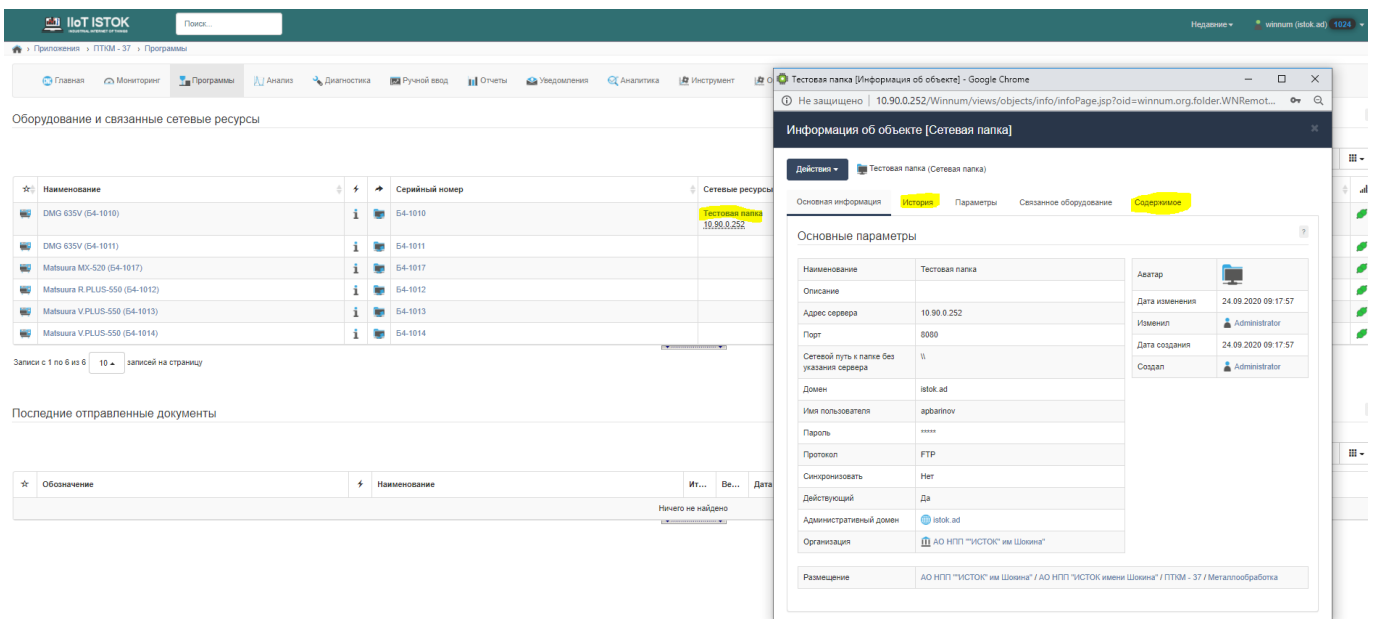 IIoT ISTOK
INDUSTRIAL INTERNET OF THINGS
Поиск...
Недавние
winnum (istok.ad) 1024
Приложения › ПТКМ - 37 › Программы
Главная Мониторинг Программы Анализ Диагностика Ручной ввод Отчеты Уведомления Аналитика Инструмент О
Оборудование и связанные сетевые ресурсы
Наименование Серийный номер Сетевые ресурсы
DMG 635V (Б4-1010) Б4-1010 Тестовая папка
10.90.0.252
DMG 635V (Б4-1011) Б4-1011
Matsuura MX-520 (Б4-1017) Б4-1017
Matsuura R.PLUS-550 (Б4-1012) Б4-1012
Matsuura V.PLUS-550 (Б4-1013) Б4-1013
Matsuura V.PLUS-550 (Б4-1014) Б4-1014
Записи с 1 по 6 из 6 10 записей на страницу
Последние отправленные документы
Обозначение Наименование Ит... Ве... Дата
Ничего не найдено
Тестовая папка [Информация об объекте] - Google Chrome
Не защищено | 10.90.0.252/Winnum/views/objects/info/infoPage.jsp?oid=winnum.org.folder.WNRemot...
Информация об объекте [Сетевая папка]
Действия Тестовая папка (Сетевая папка)
Основная информация История Параметры Связанное оборудование Содержимое
Основные параметры
?
Наименование Тестовая папка
Описание
Адрес сервера 10.90.0.252
Порт 8080
Сетевой путь к папке без указания сервера \\
Домен istok.ad
Имя пользователя apbarinov
Пароль *****
Протокол FTP
Синхронизовать Нет
Действующий Да
Административный домен istok.ad
Организация АО НПП ""ИСТОК" им Шокина"
Аватар
Дата изменения 24.09.2020 09:17:57
Изменил Administrator
Дата создания 24.09.2020 09:17:57
Создал Administrator
Размещение АО НПП ""ИСТОК" им Шокина" / АО НПП "ИСТОК имени Шокина" / ПТКМ - 37 / Металлообработка